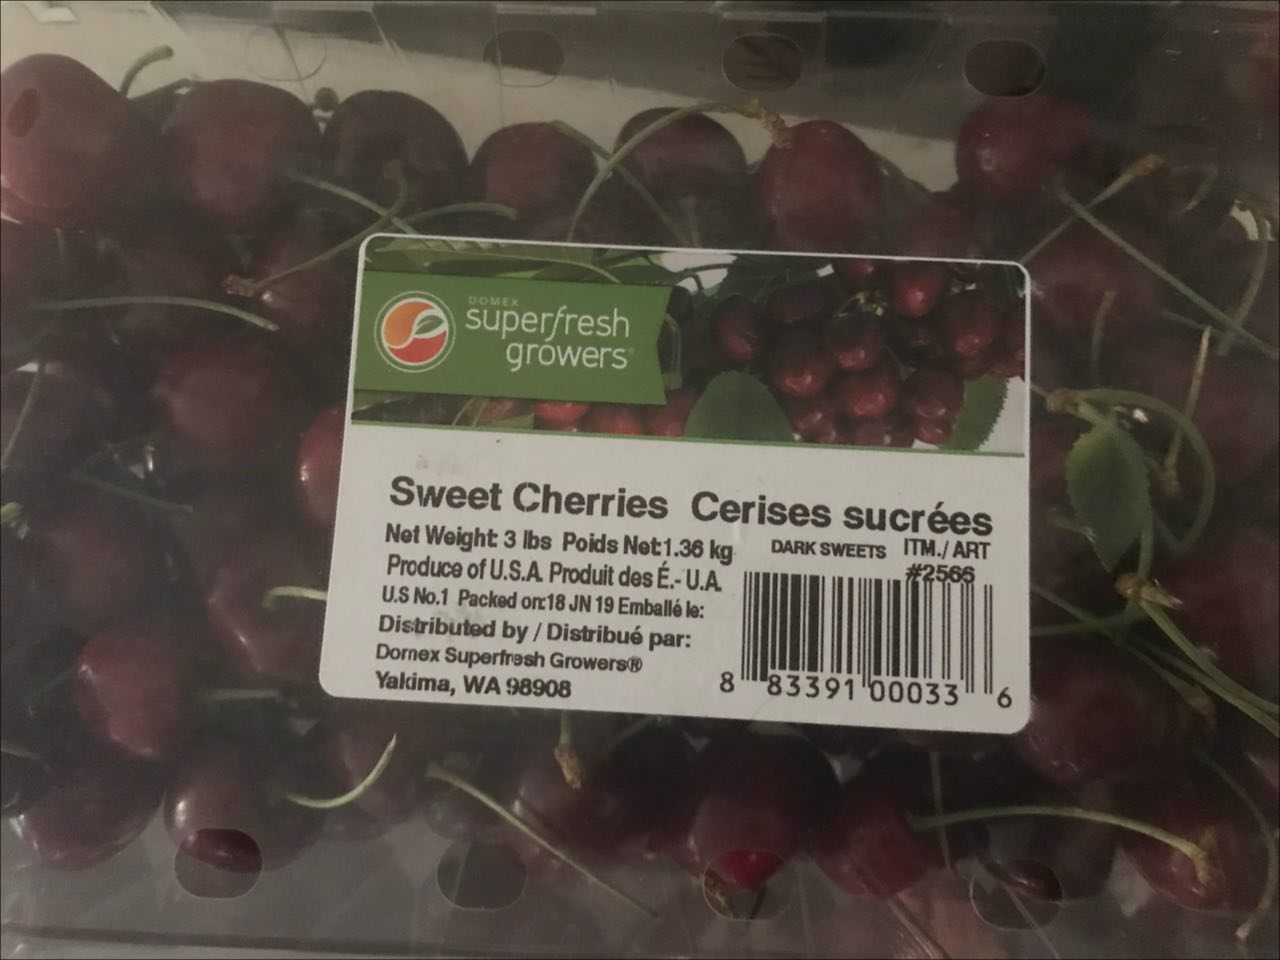 DOMEX
superfresh
growers®
Sweet Cherries Cerises sucrées
Net Weight: 3 lbs Poids Net:1.36 kg
DARK SWEETS ITM./ ART
#2566
Produce of U.S.A. Produit des É.- U.A.
U.S No.1 Packed on:18 JN 19 Emballé le:
Distributed by / Distribué par:
Domex Superfresh Growers®
Yakima, WA 98908
8 83391 00033 6